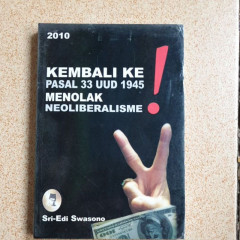 2010
KEMBALI KE
PASAL 33 UUD 1945
MENOLAK
NEOLIBERALISME !
Sri-Edi Swasono